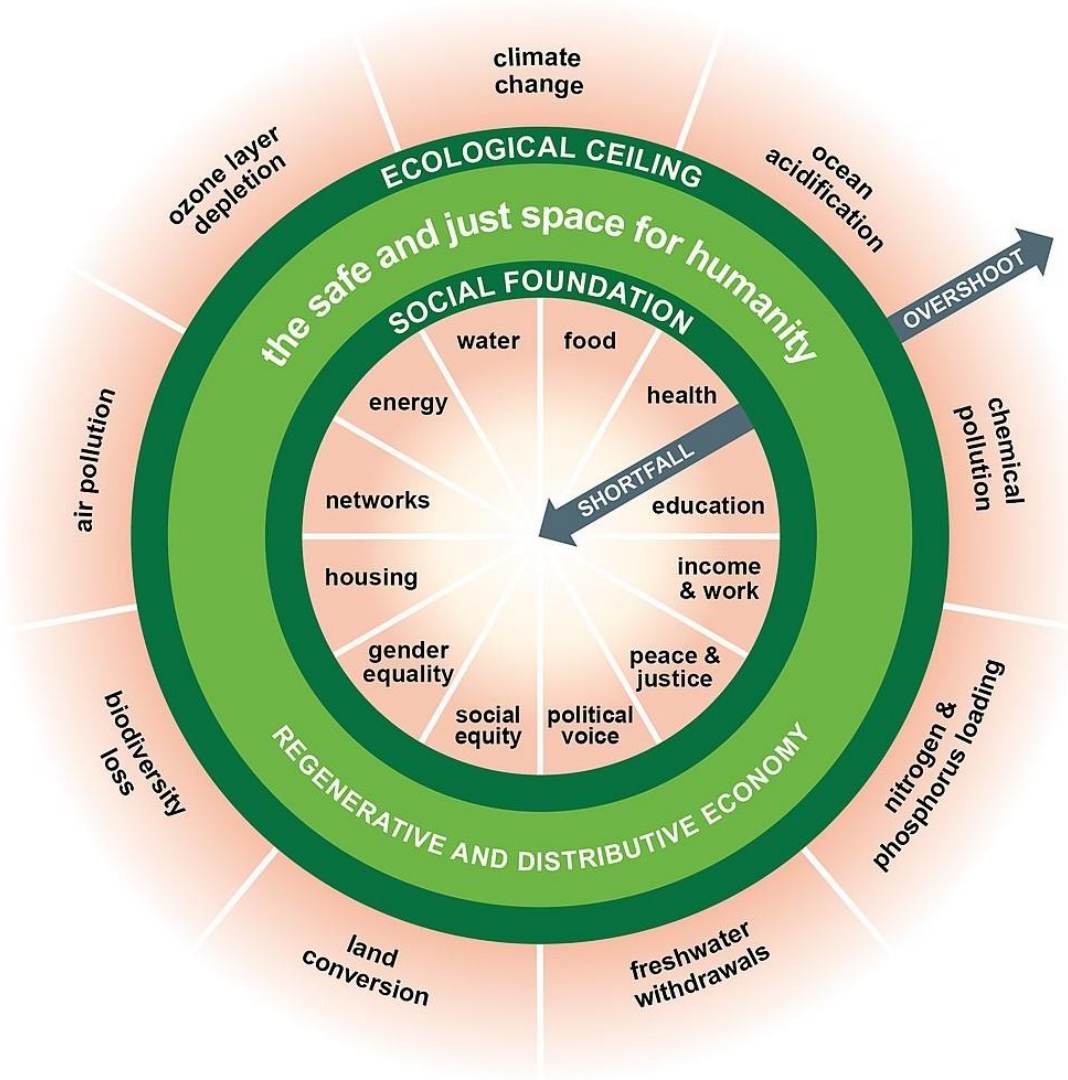 climate
change
ozone layer
depletion
ocean
acidification
ECOLOGICAL CEILING
the safe and just space for humanity
OVERSHOOT
SOCIAL FOUNDATION
water
food
energy
health
air pollution
chemical
pollution
SHORTFALL
networks
education
housing
income
& work
gender
equality
peace &
justice
social
equity
political
voice
biodiversity
loss
nitrogen &
phosphorus loading
REGENERATIVE AND DISTRIBUTIVE ECONOMY
land
conversion
freshwater
withdrawals